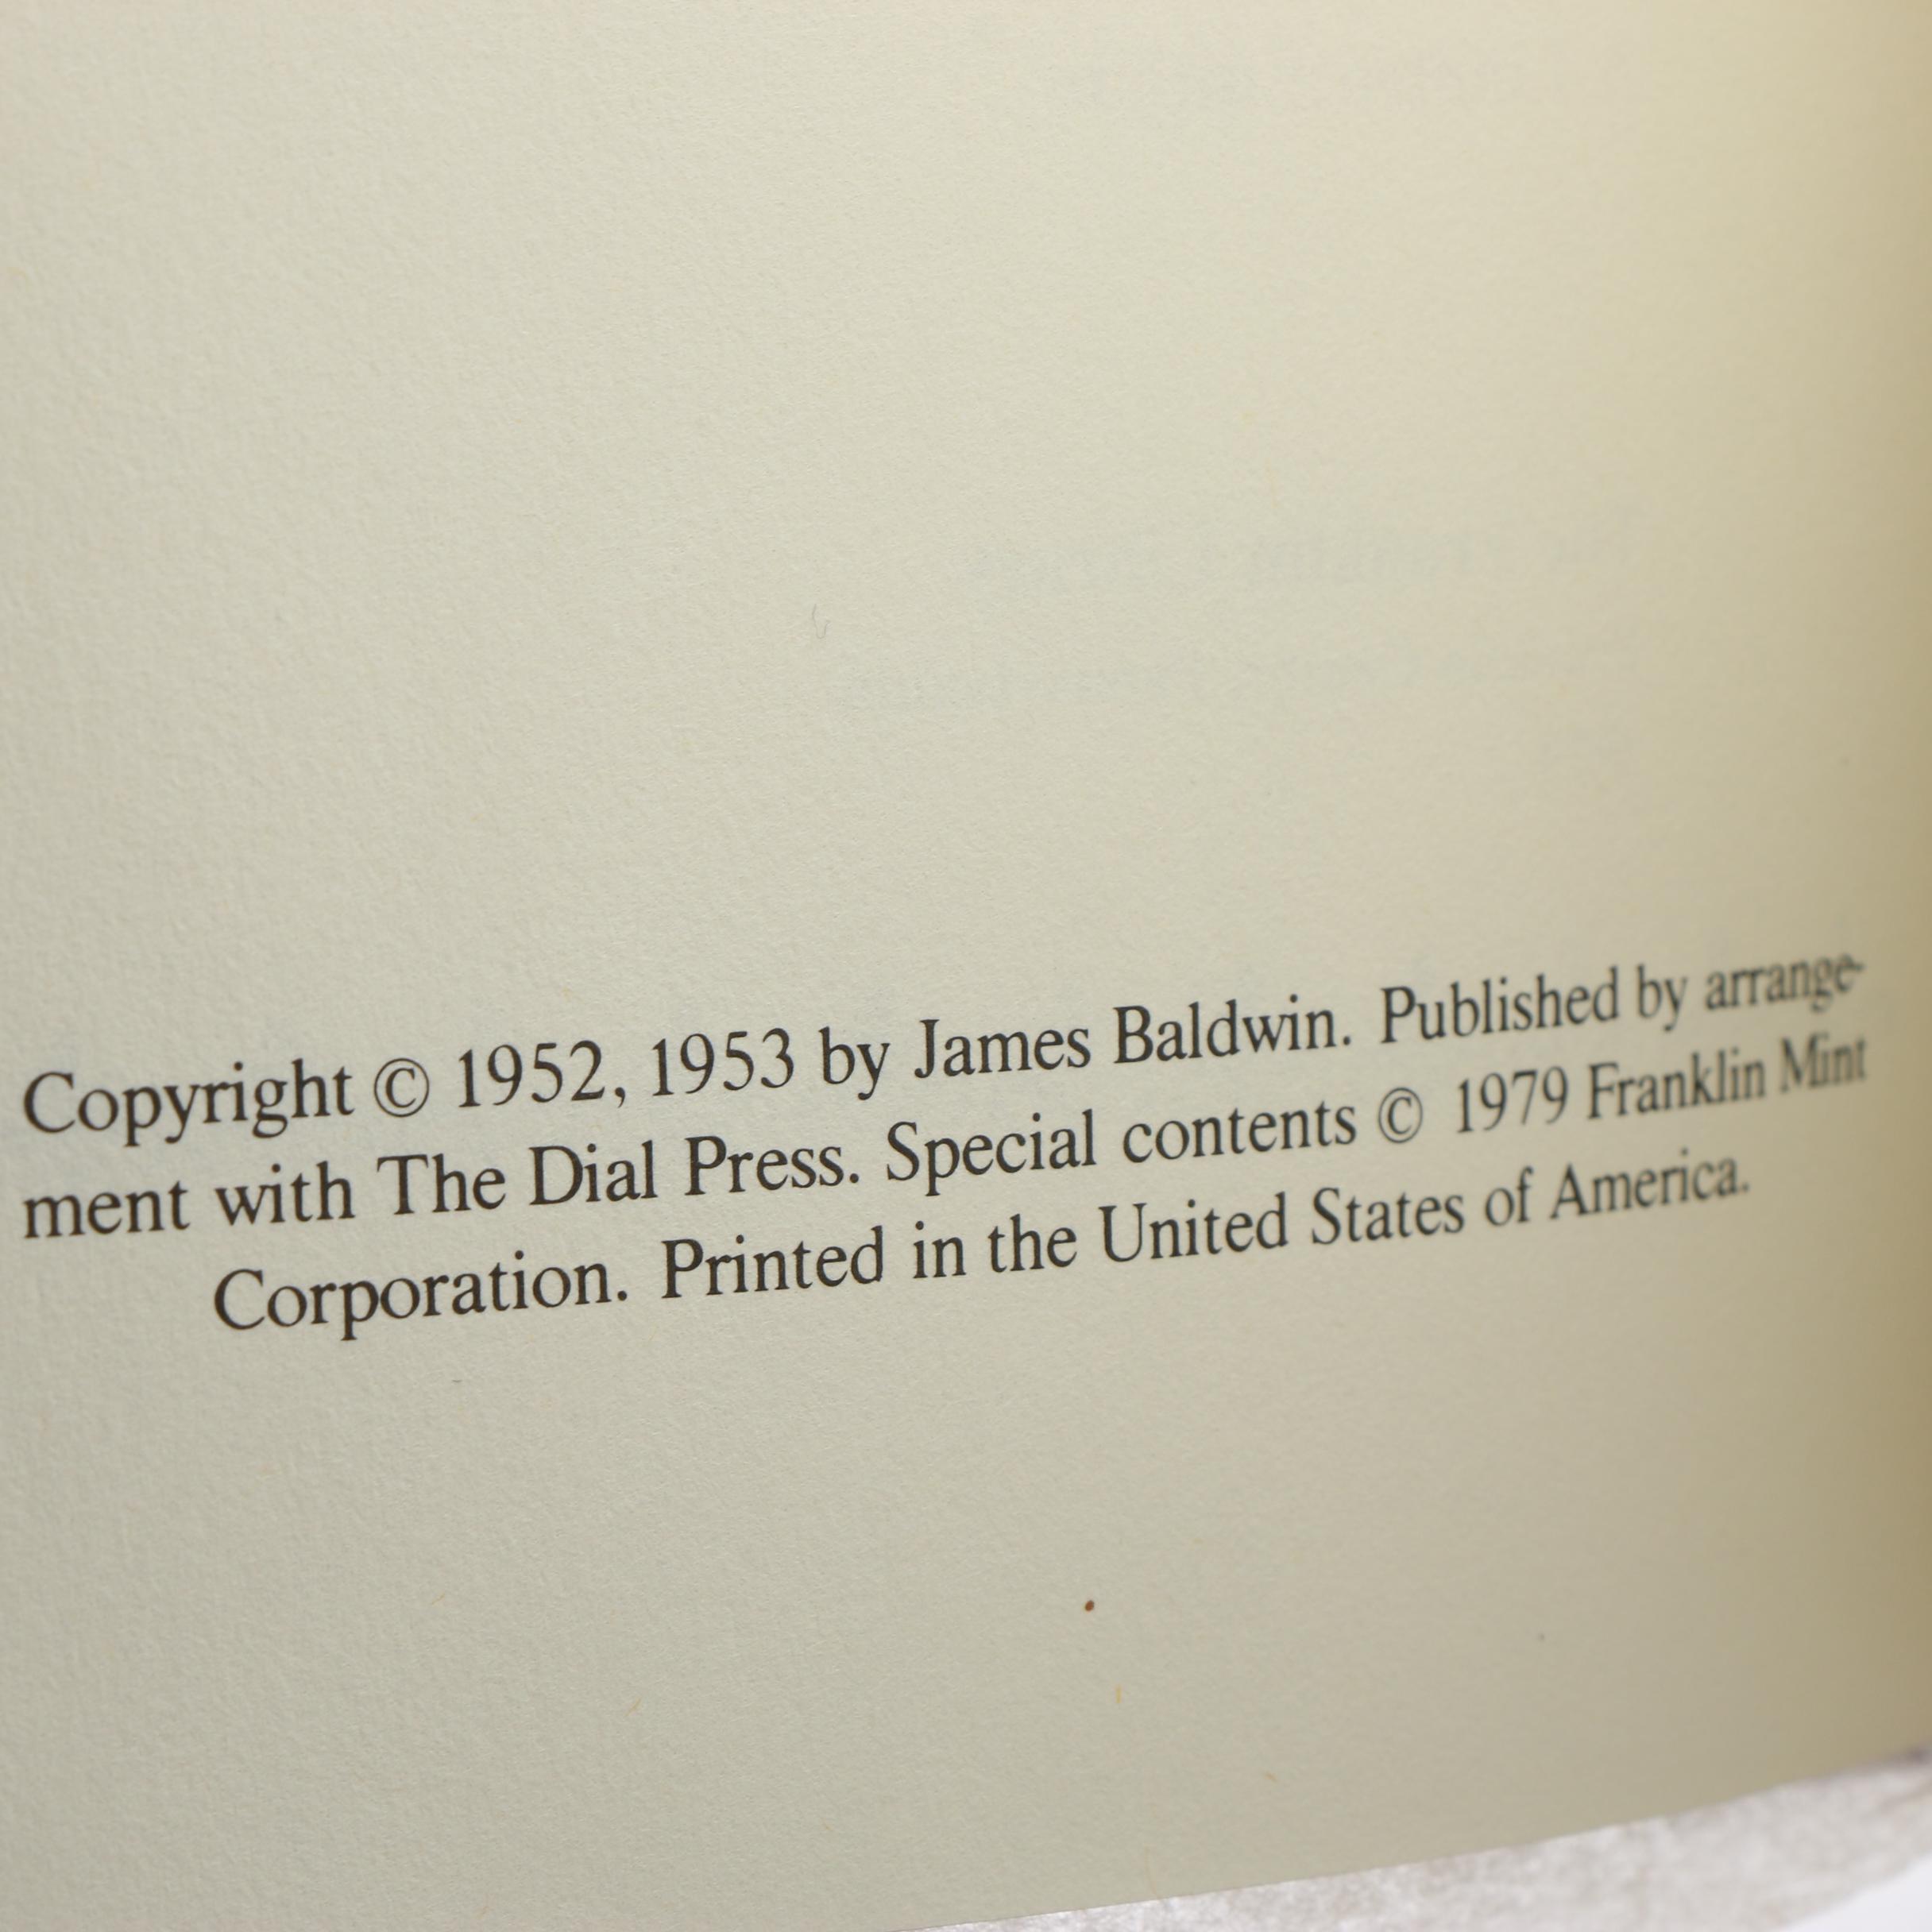 Copyright © 1952, 1953 by James Baldwin. Published by arrange-
ment with The Dial Press. Special contents © 1979 Franklin Mint
Corporation. Printed in the United States of America.